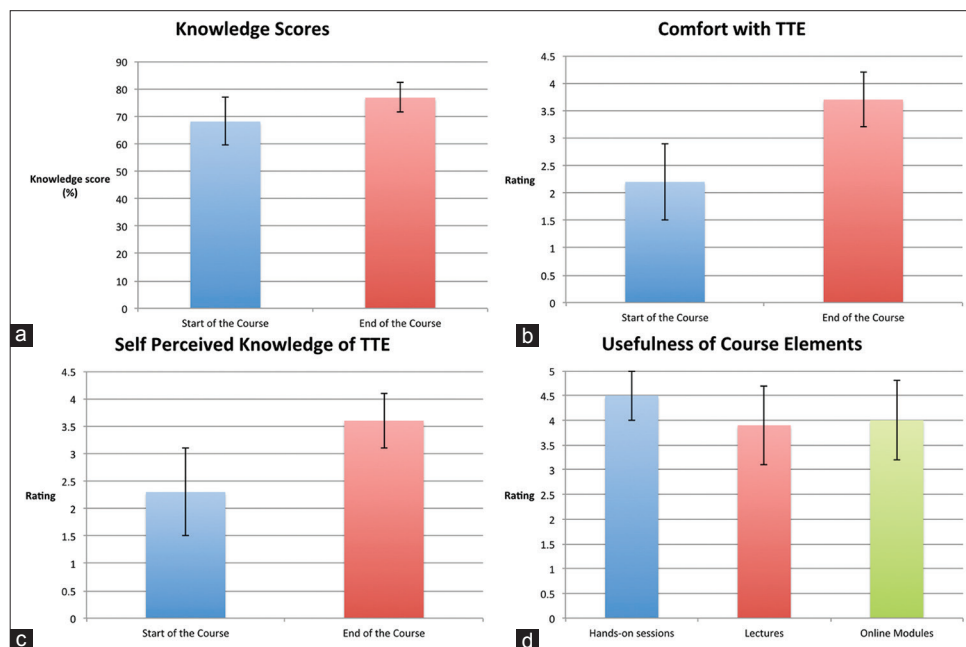 Knowledge Scores
90
80
70
60
50
40
30
20
10
0
Knowledge score
(%)
Start of the Course
End of the Course
a
Comfort with TTE
4.5
4
3.5
3
2.5
2
1.5
1
0.5
0
Rating
Start of the Course
End of the Course
b
Self Perceived Knowledge of TTE
4.5
4
3.5
3
2.5
2
1.5
1
0.5
0
Rating
Start of the Course
End of the Course
c
Usefulness of Course Elements
5
4.5
4
3.5
3
2.5
2
1.5
1
0.5
0
Rating
Hands-on sessions
Lectures
Online Modules
d